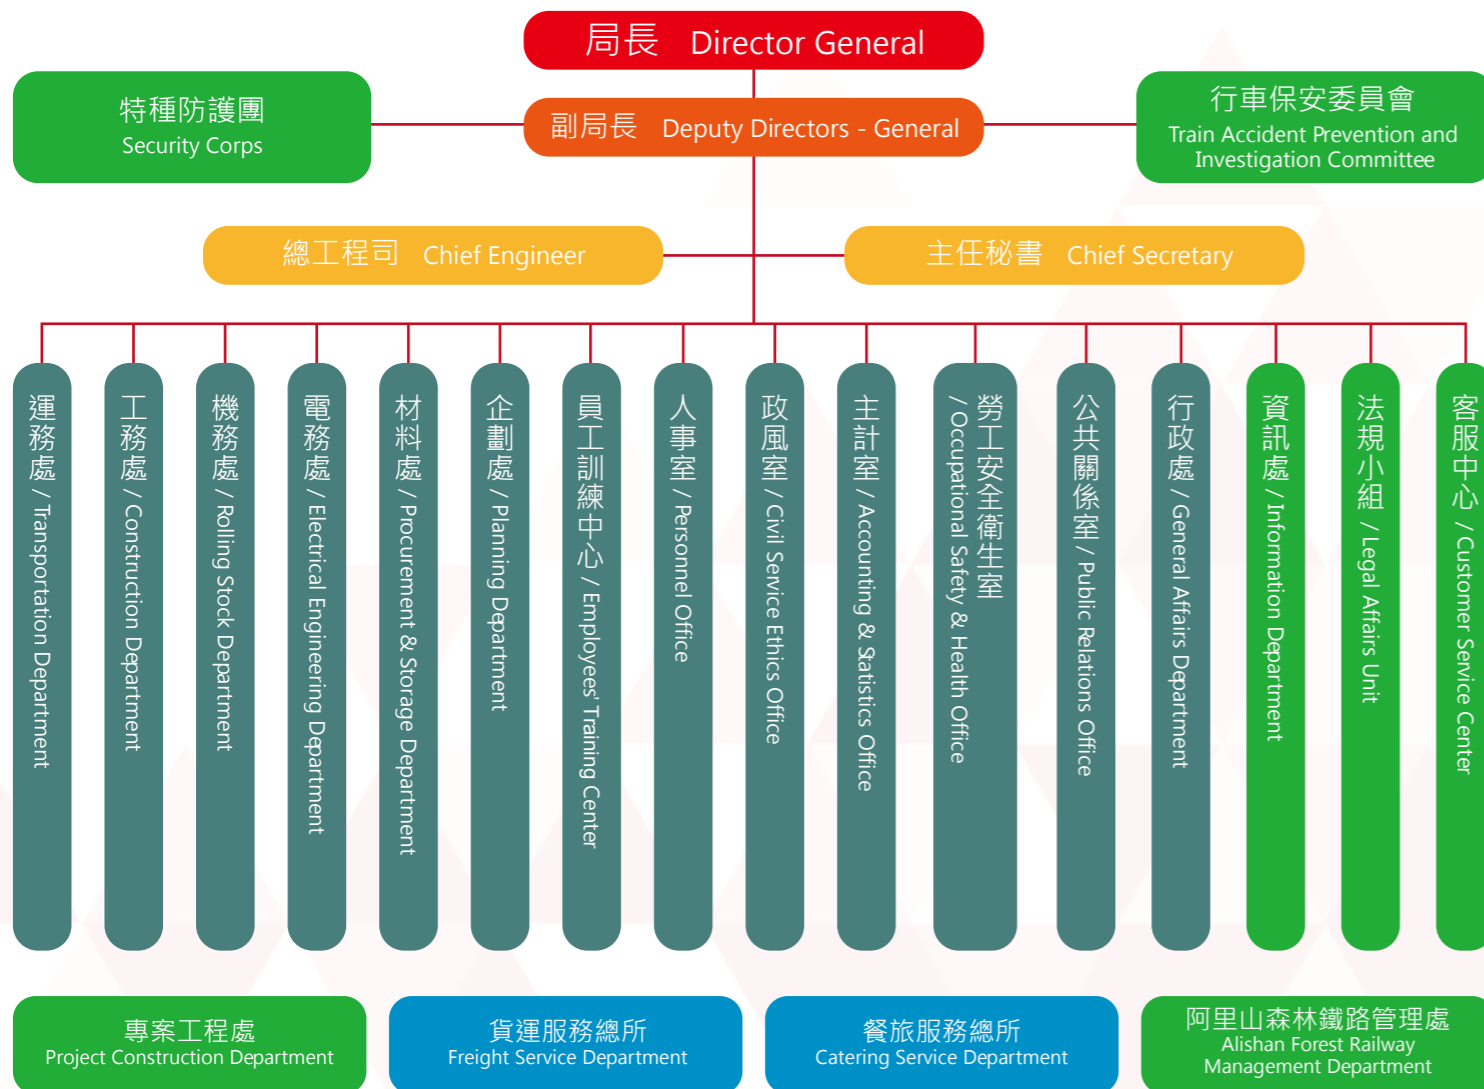 局長 Director General
特種防護團
Security Corps
副局長 Deputy Directors - General
行車保安委員會
Train Accident Prevention and
Investigation Committee
總工程司 Chief Engineer
主任秘書 Chief Secretary
運務處 / Transportation Department
工務處 / Construction Department
機務處 / Rolling Stock Department
電務處 / Electrical Engineering Department
材料處 / Procurement & Storage Department
企劃處 / Planning Department
員工訓練中心 / Employees' Training Center
人事室 / Personnel Office
政風室 / Civil Service Ethics Office
主計室 / Accounting & Statistics Office
勞工安全衛生室
/ Occupational Safety & Health Office
公共關係室 / Public Relations Office
行政處 / General Affairs Department
資訊處 / Information Department
法規小組 / Legal Affairs Unit
客服中心 / Customer Service Center
專案工程處
Project Construction Department
貨運服務總所
Freight Service Department
餐旅服務總所
Catering Service Department
阿里山森林鐵路管理處
Alishan Forest Railway
Management Department